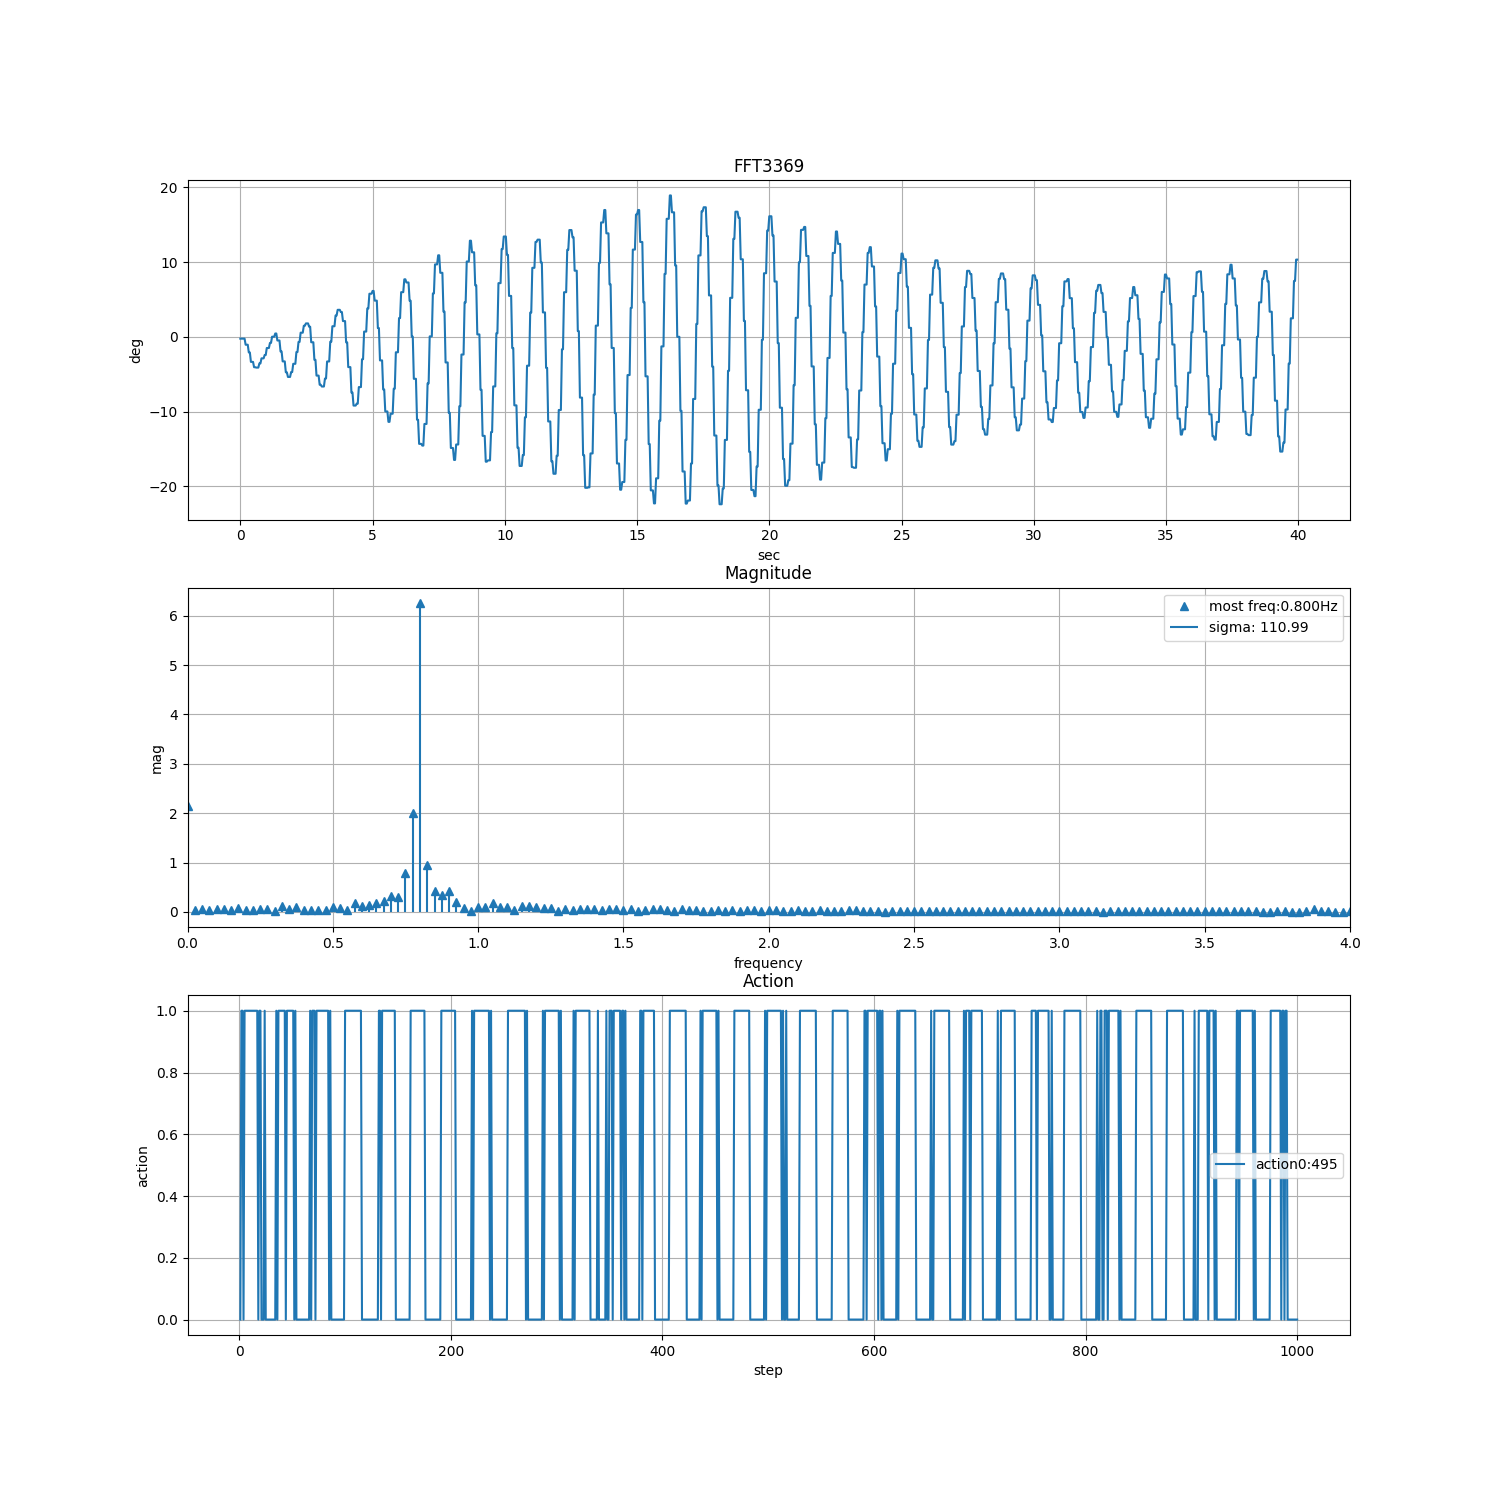 FFT3369
20
10
0
−10
−20
deg
0 5 10 15 20 25 30 35 40
sec
Magnitude
most freq:0.800Hz
sigma: 110.99
6
5
4
3
2
1
0
mag
0.0 0.5 1.0 1.5 2.0 2.5 3.0 3.5 4.0
frequency
Action
1.0
0.8
0.6
0.4
0.2
0.0
action
action0:495
0 200 400 600 800 1000
step